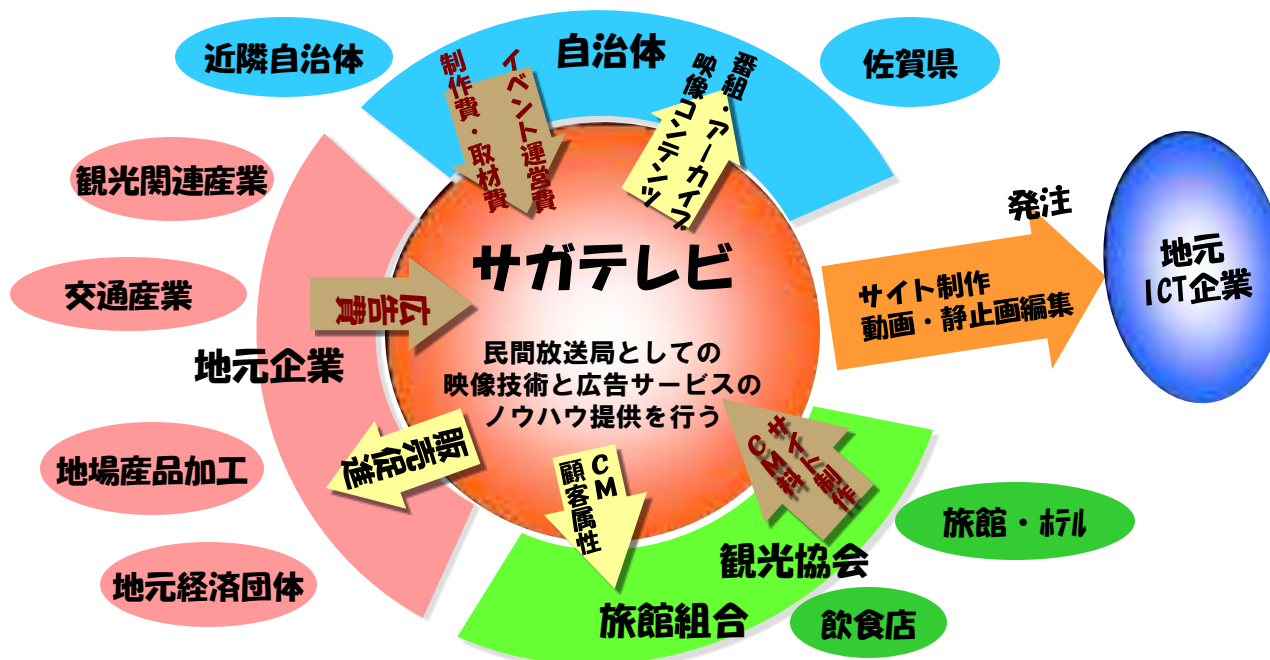 近隣自治体
自治体
佐賀県
制作費・取材費
イベント運営費
番組・アーカイブ
映像コンテンツ
観光関連産業
交通産業
地元企業
地場産品加工
地元経済団体
広告費
販売促進
サガテレビ
民間放送局としての
映像技術と広告サービスの
ノウハウ提供を行う
発注
サイト制作
動画・静止画編集
地元
ICT企業
CM
顧客属性
サイト制作
CM料
観光協会
旅館組合
旅館・ホテル
飲食店